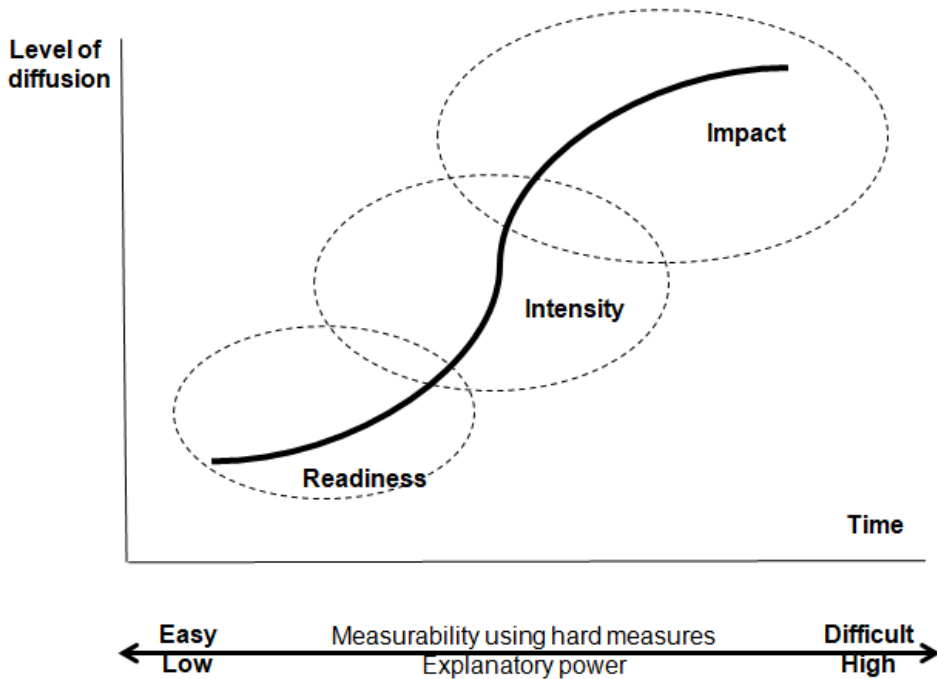 Level of
diffusion
Impact
Intensity
Readiness
Time
Easy Measurability using hard measures Difficult
Low Explanatory power High